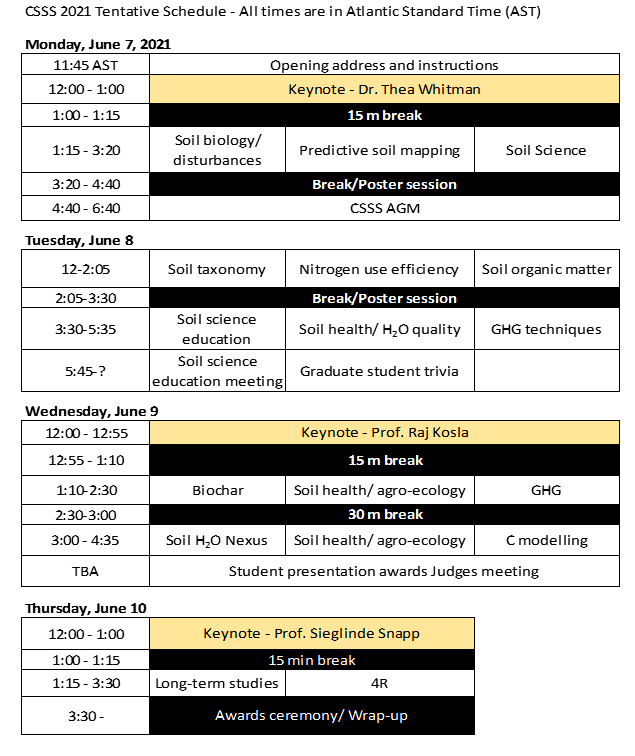 CSSS 2021 Tentative Schedule - All times are in Atlantic Standard Time (AST)
Monday, June 7, 2021
11:45 AST Opening address and instructions
12:00 - 1:00 Keynote - Dr. Thea Whitman
1:00 - 1:15 15 m break
1:15 - 3:20 Soil biology/ disturbances Predictive soil mapping Soil Science
3:20 - 4:40 Break/Poster session
4:40 - 6:40 CSSS AGM
Tuesday, June 8
12-2:05 Soil taxonomy Nitrogen use efficiency Soil organic matter
2:05-3:30 Break/Poster session
3:30-5:35 Soil science education Soil health/ H₂O quality GHG techniques
5:45-? Soil science education meeting Graduate student trivia
Wednesday, June 9
12:00 - 12:55 Keynote - Prof. Raj Kosla
12:55 - 1:10 15 m break
1:10-2:30 Biochar Soil health/ agro-ecology GHG
2:30-3:00 30 m break
3:00 - 4:35 Soil H₂O Nexus Soil health/ agro-ecology C modelling
TBA Student presentation awards Judges meeting
Thursday, June 10
12:00 - 1:00 Keynote - Prof. Sieglinde Snapp
1:00 - 1:15 15 min break
1:15 - 3:30 Long-term studies 4R
3:30 - Awards ceremony/ Wrap-up